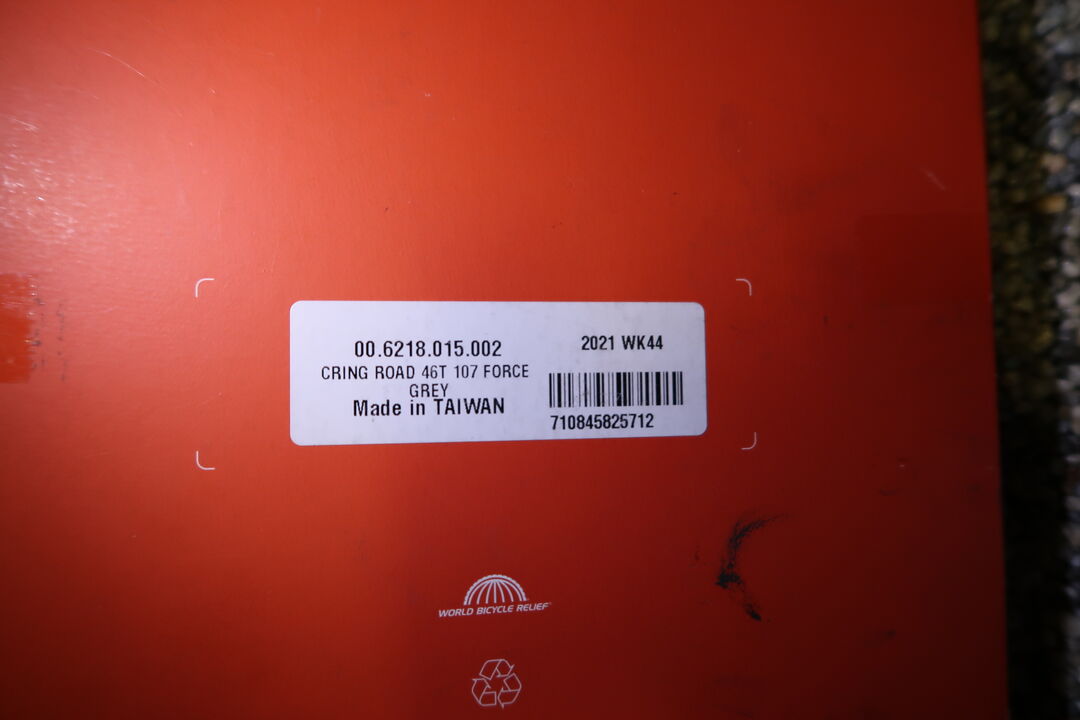 00.6218.015.002
CRING ROAD 46T 107 FORCE
GREY
Made in TAIWAN
2021 WK44
710845825712
WORLD BICYCLE RELIEF